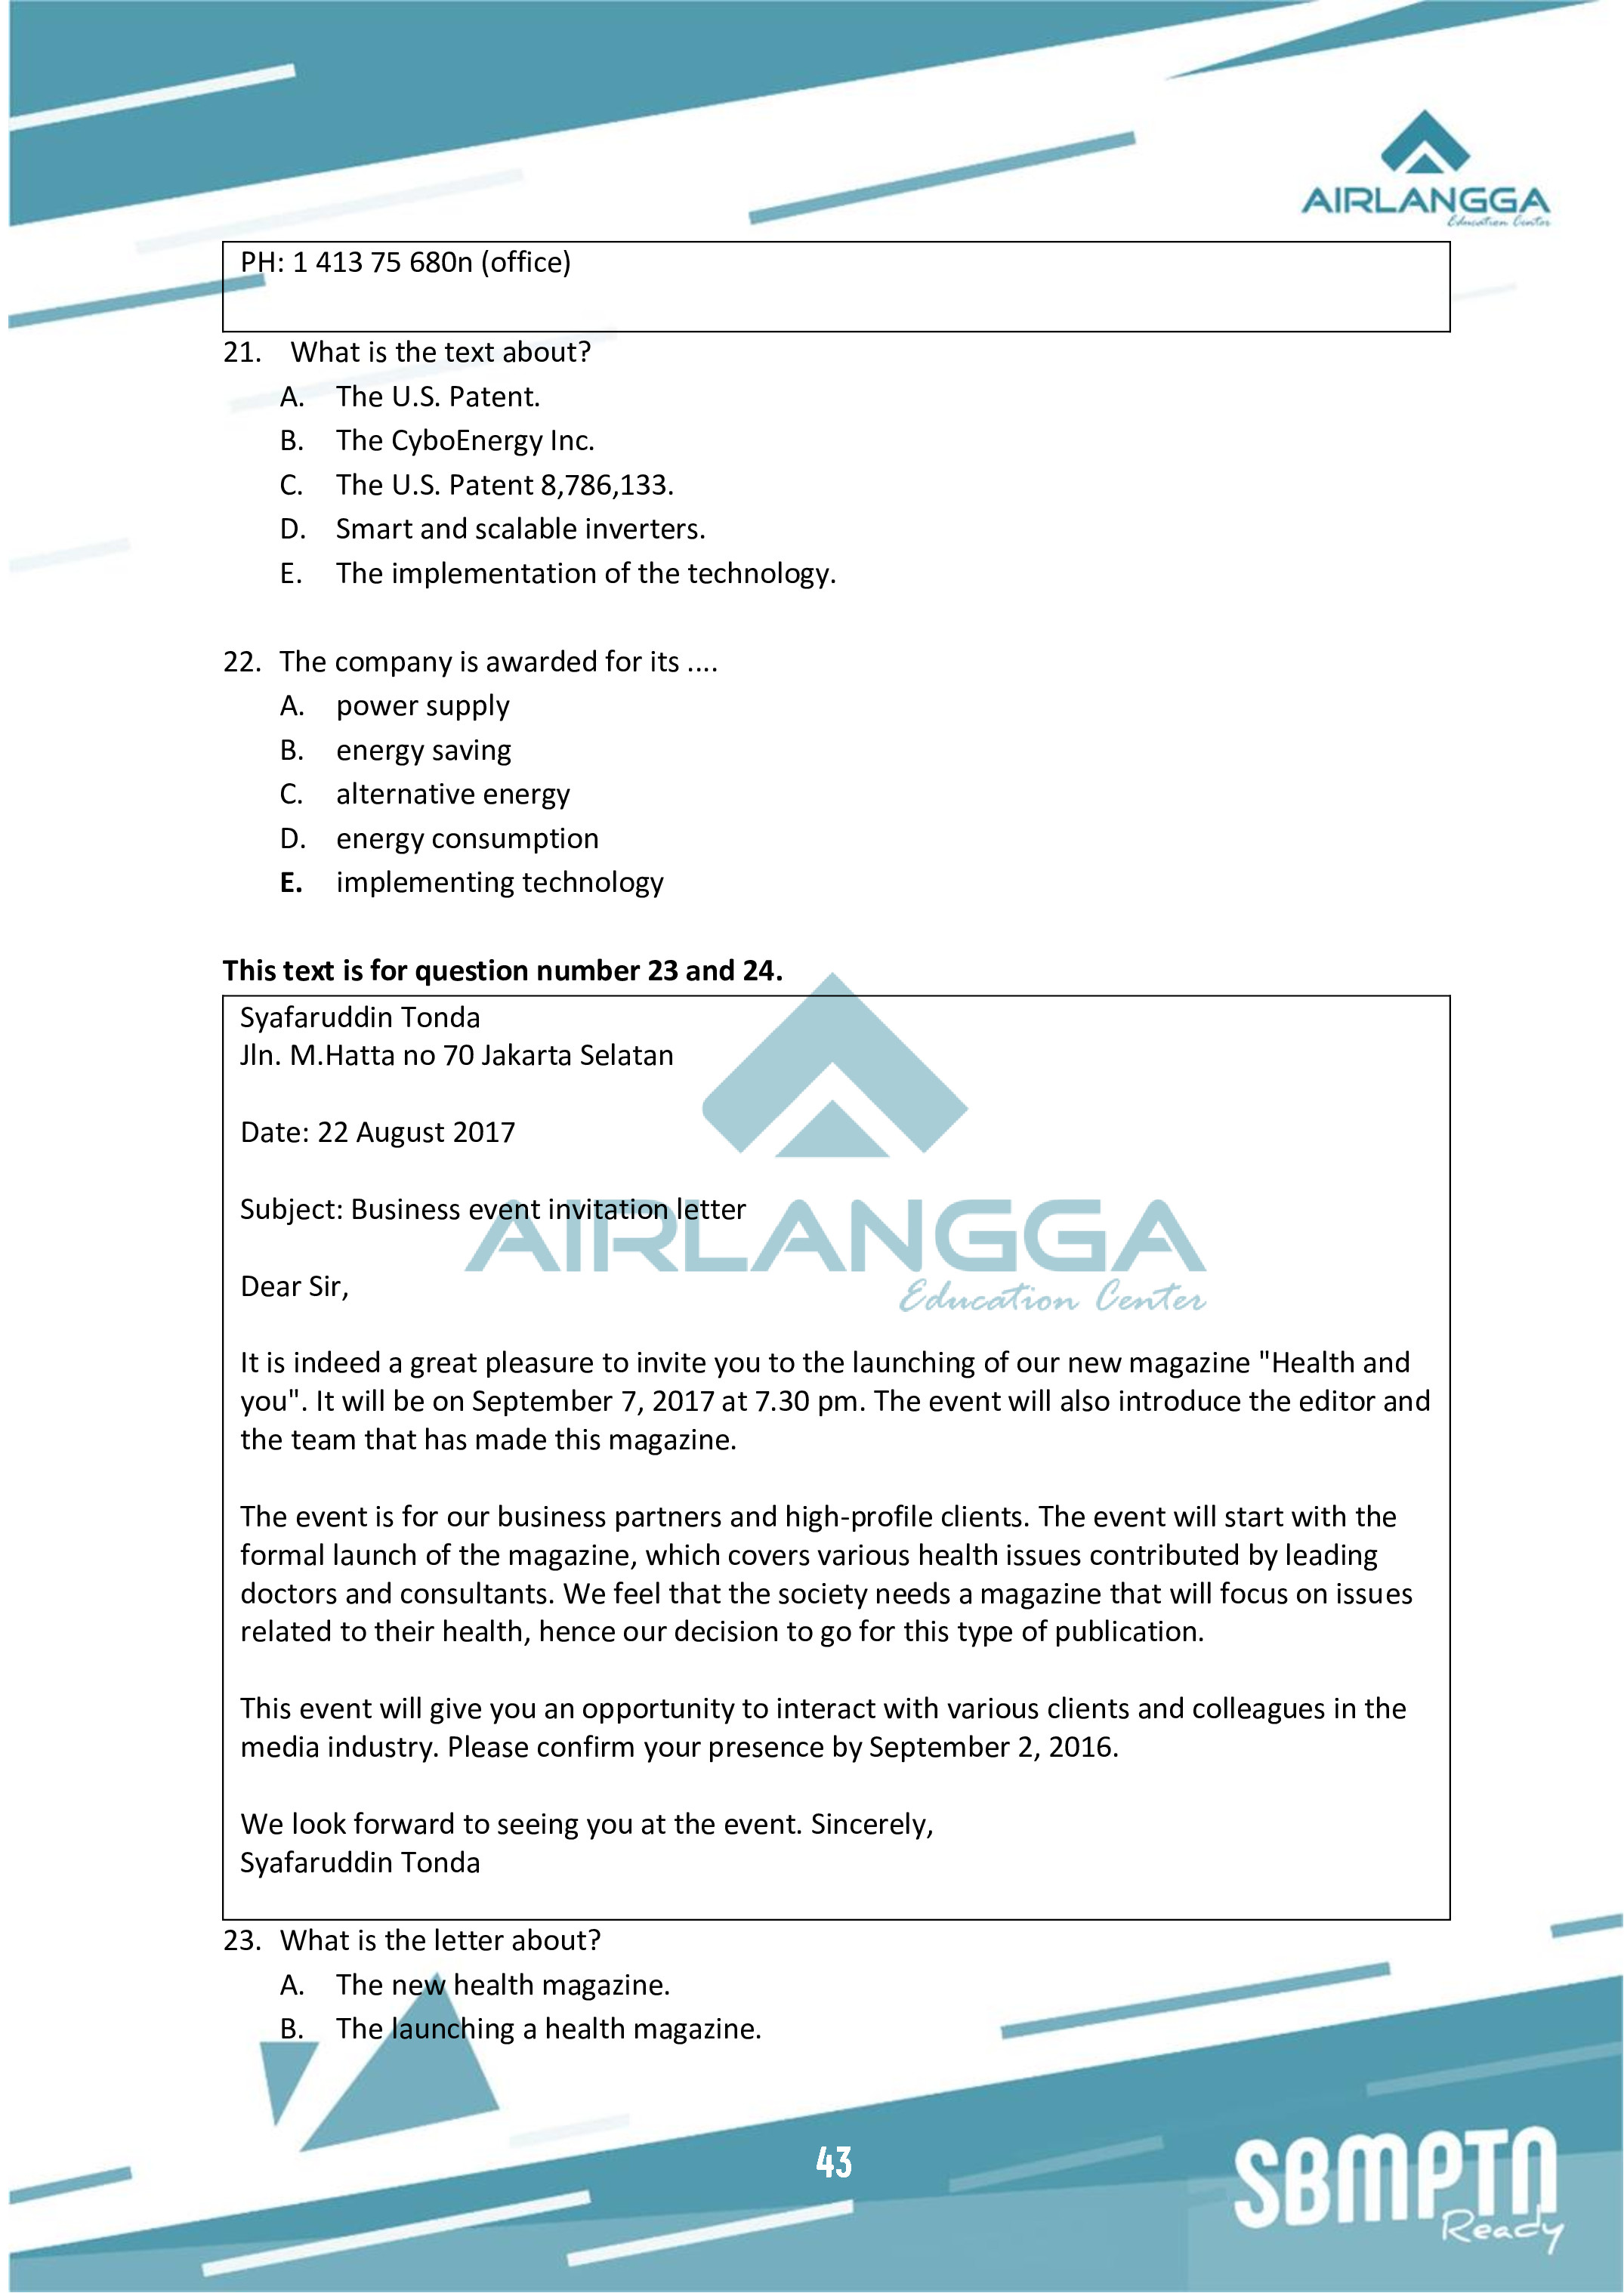 AIRLANGGA
Education Center
PH: 1 413 75 680n (office)
21. What is the text about?
A. The U.S. Patent.
B. The CyboEnergy Inc.
C. The U.S. Patent 8,786,133.
D. Smart and scalable inverters.
E. The implementation of the technology.
22. The company is awarded for its ....
A. power supply
B. energy saving
C. alternative energy
D. energy consumption
E. implementing technology
This text is for question number 23 and 24.
Syafaruddin Tonda
Jln. M.Hatta no 70 Jakarta Selatan
Date: 22 August 2017
Subject: Business event invitation letter
AIRLANGGA
Education Center
Dear Sir,
It is indeed a great pleasure to invite you to the launching of our new magazine "Health and
you". It will be on September 7, 2017 at 7.30 pm. The event will also introduce the editor and
the team that has made this magazine.
The event is for our business partners and high-profile clients. The event will start with the
formal launch of the magazine, which covers various health issues contributed by leading
doctors and consultants. We feel that the society needs a magazine that will focus on issues
related to their health, hence our decision to go for this type of publication.
This event will give you an opportunity to interact with various clients and colleagues in the
media industry. Please confirm your presence by September 2, 2016.
We look forward to seeing you at the event. Sincerely,
Syafaruddin Tonda
23. What is the letter about?
A. The new health magazine.
B. The launching a health magazine.
43
SBMPTN
Ready